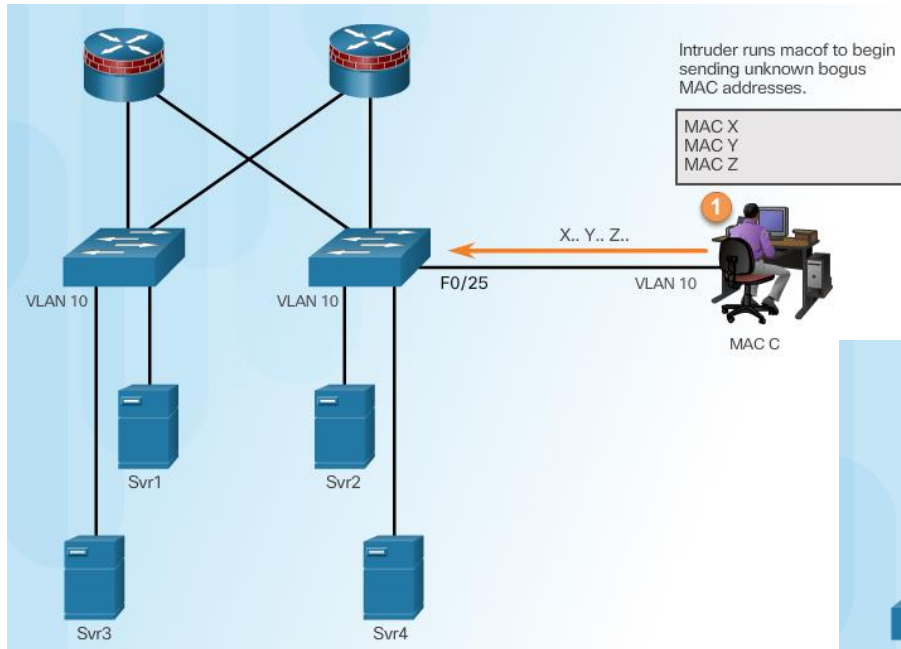 Intruder runs macof to begin
sending unknown bogus
MAC addresses.
MAC X
MAC Y
MAC Z
1
X.. Y.. Z..
F0/25
VLAN 10
VLAN 10
VLAN 10
MAC C
Svr1
Svr2
Svr3
Svr4